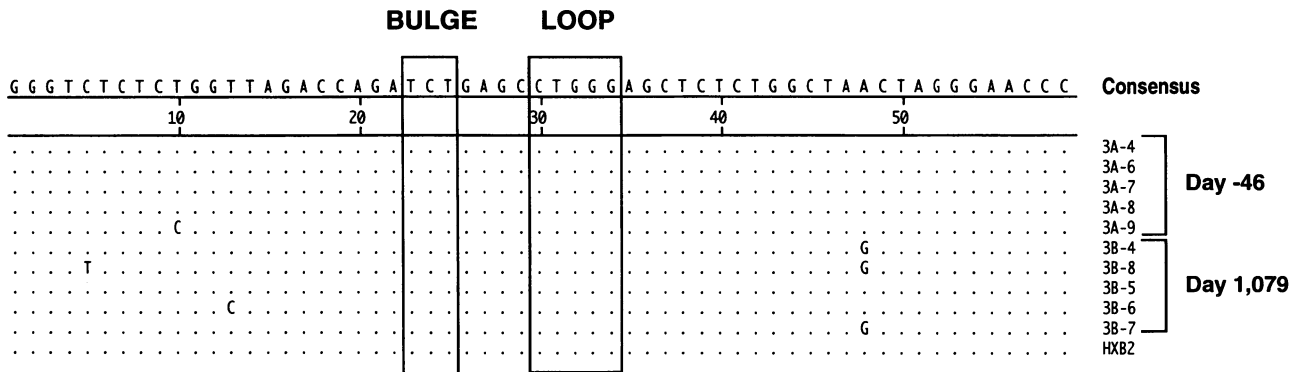 BULGE LOOP
G G G T C T C T C T G G T T A G A C C A G A T C T G A G C C T G G G A G C T C T C T G G C T A A C T A G G G A A C C C Consensus
10 20 30 40 50
3A-4
3A-6
3A-7
3A-8
C 3A-9
Day -46
G 3B-4
T G 3B-8
3B-5
C 3B-6
G 3B-7
Day 1,079
HXB2